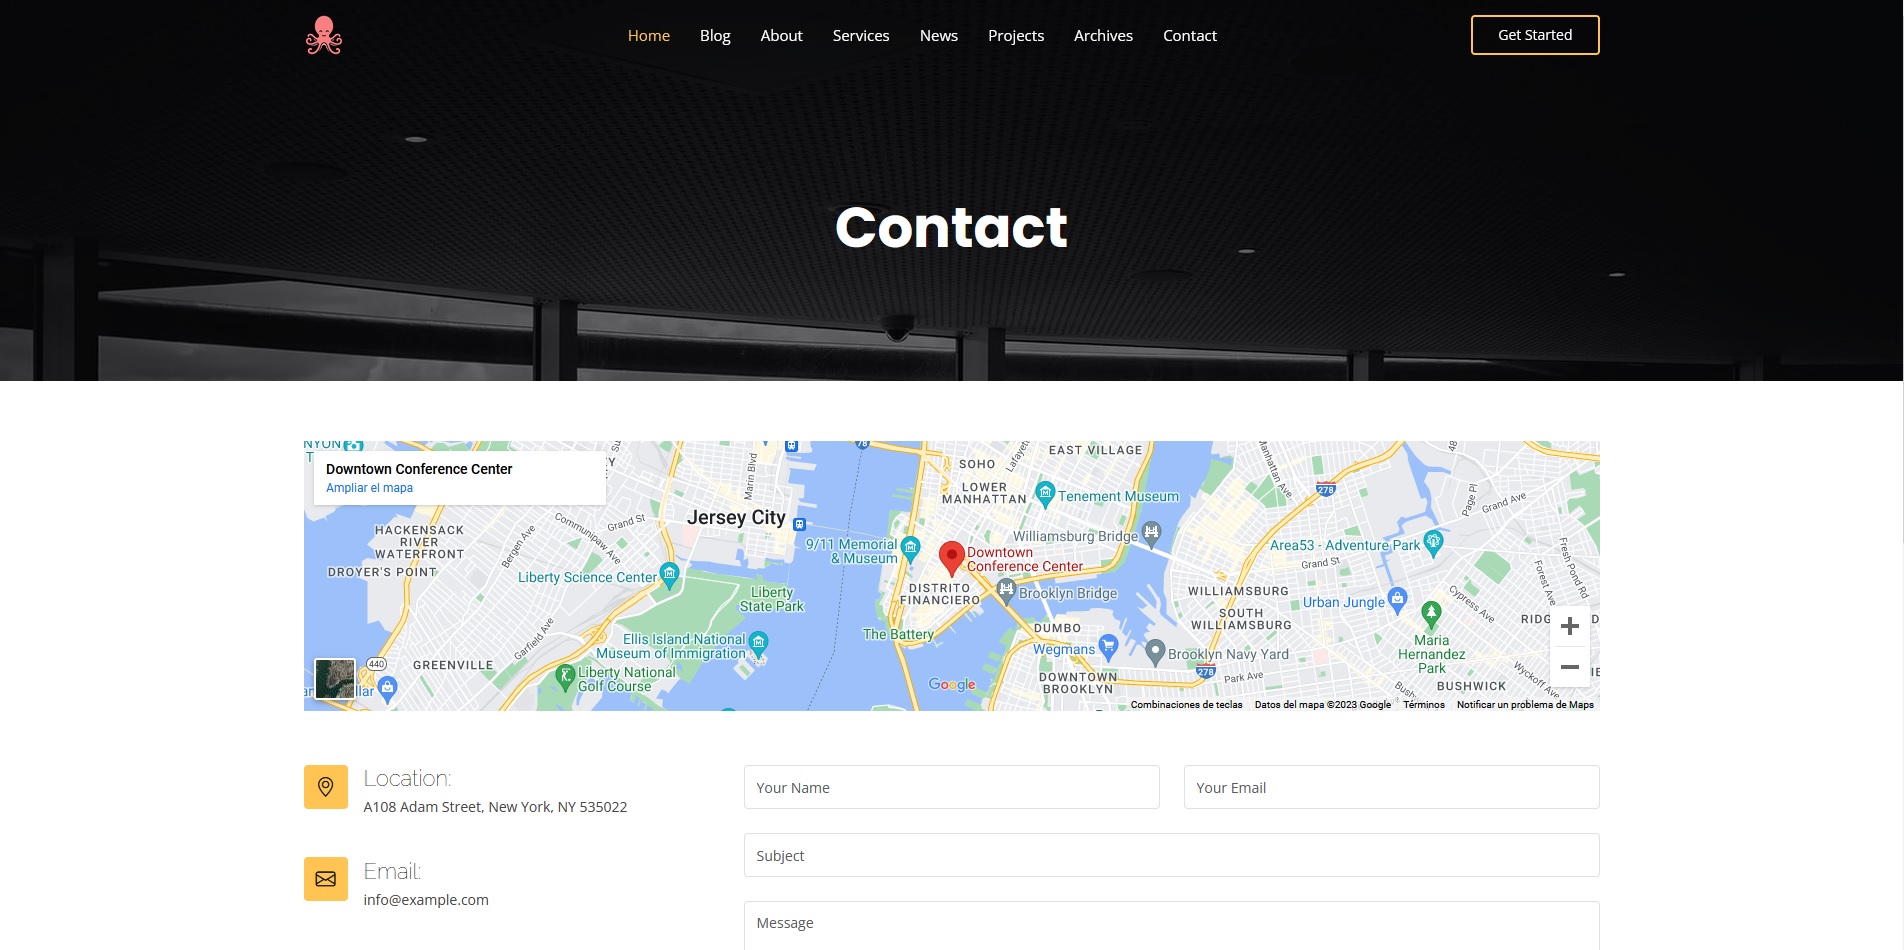 Home Blog About Services News Projects Archives Contact
Get Started
Contact
NYON
Downtown Conference Center
Ampliar el mapa
HACKENSACK
RIVER
WATERFRONT
DROYER'S POINT
Bergen Ave
Communipaw Ave
Grand St
Garfield Ave
GREENVILLE
440
Marin Blvd
Jersey City
Liberty Science Center
Liberty
State Park
Ellis Island National
Museum of Immigration
Liberty National
Golf Course
78
SOHO
Lafaye
EAST VILLAGE
LOWER
MANHATTAN
Tenement Museum
Williamsburg Bridge
9/11 Memorial
& Museum
Downtown
Conference Center
DISTRITO
FINANCIERO
Brooklyn Bridge
The Battery
DUMBO
Wegmans
Brooklyn Navy Yard
DOWNTOWN
BROOKLYN
Google
278
Park Ave
Manhattan Ave.
278
48
Page Pl
Grand Ave
Area53 - Adventure Park
Grand St
WILLIAMSBURG
SOUTH
WILLIAMSBURG
Urban Jungle
Cypress Ave
Forest Ave
Fresh Pond Rd
RIDG
Maria
Hernandez
Park
Wyckoff Ave
Bush
BUSHWICK
Combinaciones de teclas Datos del mapa ©2023 Google Términos Notificar un problema de Maps
Location:
A108 Adam Street, New York, NY 535022
Email:
info@example.com
Your Name
Your Email
Subject
Message